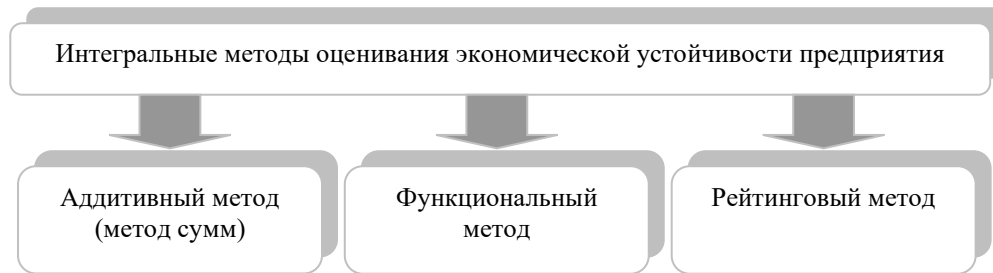 Интегральные методы оценивания экономической устойчивости предприятия
Аддитивный метод
(метод сумм)
Функциональный
метод
Рейтинговый метод